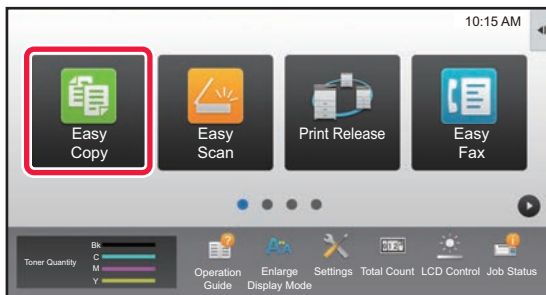 10:15 AM
Easy
Copy
Easy
Scan
Print Release
Easy
Fax
Toner Quantity
Bk
C
M
Y
Operation
Guide
Enlarge
Display Mode
Settings
Total Count
LCD Control
Job Status